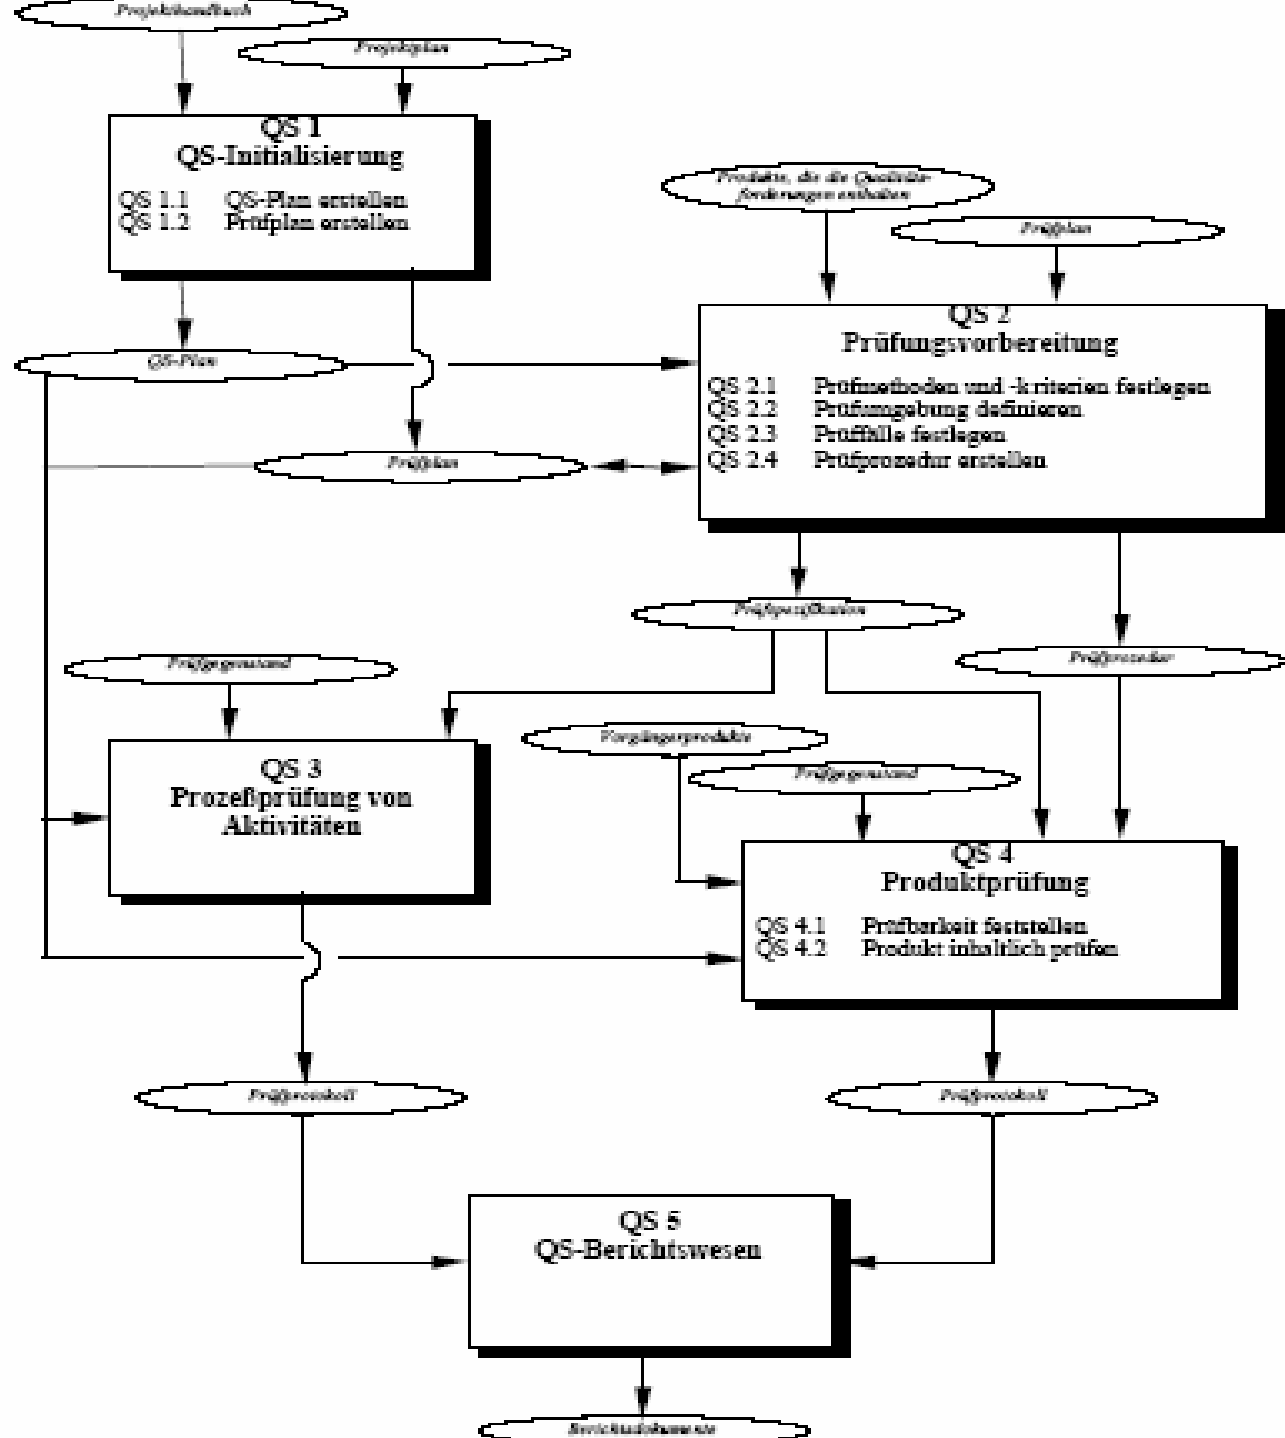 Projekthandbuch
Projektplan
QS 1
QS-Initialisierung
QS 1.1 QS-Plan erstellen
QS 1.2 Prüfplan erstellen
Produkte, die die Qualitäts-
forderungen enthalten
Prüfplan
QS 2
Prüfungsvorbereitung
QS-Plan
QS 2.1 Prüfmethoden und -kriterien festlegen
QS 2.2 Prüfumgebung definieren
QS 2.3 Prüffälle festlegen
QS 2.4 Prüfprozedur erstellen
Prüfplan
Prüfspezifikation
Prüfgegenstand
Prüfprozedur
Vorgängerprodukte
Prüfgegenstand
QS 3
Prozeßprüfung von
Aktivitäten
QS 4
Produktprüfung
QS 4.1 Prüfbarkeit feststellen
QS 4.2 Produkt inhaltlich prüfen
Prüfprotokoll
Prüfprotokoll
QS 5
QS-Berichtswesen
Berichtsdokumente